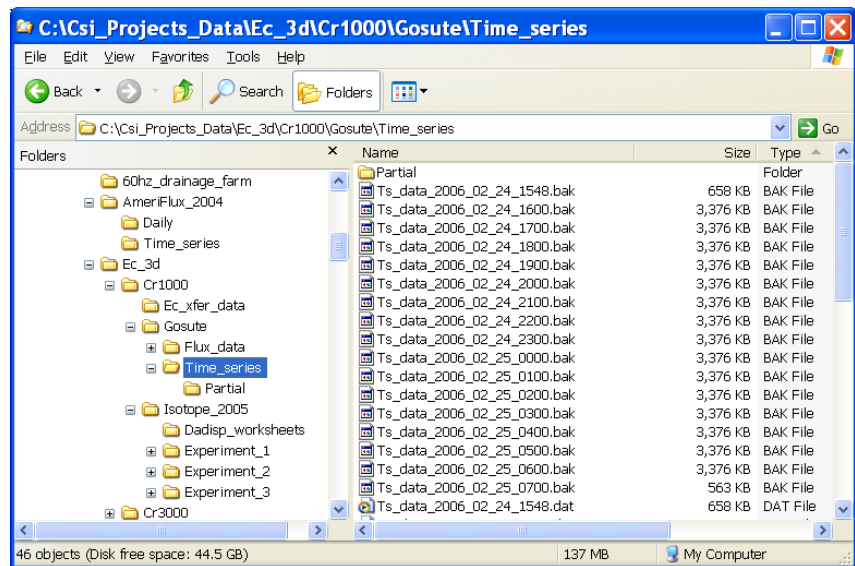 C:\Csi_Projects_Data\Ec_3d\Cr1000\Gosute\Time_series
File Edit View Favorites Tools Help
Back Search Folders
Address C:\Csi_Projects_Data\Ec_3d\Cr1000\Gosute\Time_series Go
Folders x
60hz_drainage_farm
AmeriFlux_2004
Daily
Time_series
Ec_3d
Cr1000
Ec_xfer_data
Gosute
Flux_data
Time_series
Partial
Isotope_2005
Dadisp_worksheets
Experiment_1
Experiment_2
Experiment_3
Cr3000
Name Size Type
Partial Folder
Ts_data_2006_02_24_1548.bak 658 KB BAK File
Ts_data_2006_02_24_1600.bak 3,376 KB BAK File
Ts_data_2006_02_24_1700.bak 3,376 KB BAK File
Ts_data_2006_02_24_1800.bak 3,376 KB BAK File
Ts_data_2006_02_24_1900.bak 3,376 KB BAK File
Ts_data_2006_02_24_2000.bak 3,376 KB BAK File
Ts_data_2006_02_24_2100.bak 3,376 KB BAK File
Ts_data_2006_02_24_2200.bak 3,376 KB BAK File
Ts_data_2006_02_24_2300.bak 3,376 KB BAK File
Ts_data_2006_02_25_0000.bak 3,376 KB BAK File
Ts_data_2006_02_25_0100.bak 3,376 KB BAK File
Ts_data_2006_02_25_0200.bak 3,376 KB BAK File
Ts_data_2006_02_25_0300.bak 3,376 KB BAK File
Ts_data_2006_02_25_0400.bak 3,376 KB BAK File
Ts_data_2006_02_25_0500.bak 3,376 KB BAK File
Ts_data_2006_02_25_0600.bak 3,376 KB BAK File
Ts_data_2006_02_25_0700.bak 563 KB BAK File
Ts_data_2006_02_24_1548.dat 658 KB DAT File
46 objects (Disk free space: 44.5 GB) 137 MB My Computer